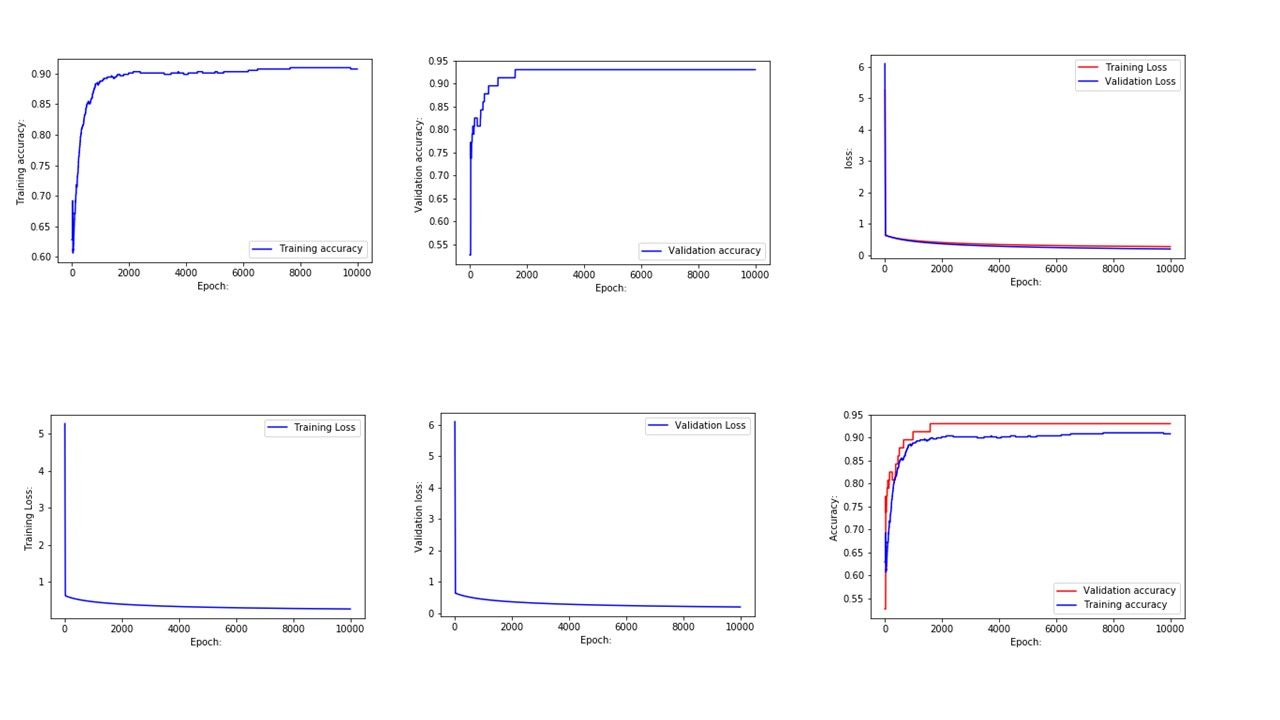 Training accuracy:
0.90
0.85
0.80
0.75
0.70
0.65
0.60
Training accuracy
0 2000 4000 6000 8000 10000
Epoch:
Validation accuracy:
0.95
0.90
0.85
0.80
0.75
0.70
0.65
0.60
0.55
Validation accuracy
0 2000 4000 6000 8000 10000
Epoch:
loss:
6
5
4
3
2
1
0
Training Loss
Validation Loss
0 2000 4000 6000 8000 10000
Epoch:
Training Loss:
5
4
3
2
1
Training Loss
0 2000 4000 6000 8000 10000
Epoch:
Validation loss:
6
5
4
3
2
1
0
Validation Loss
0 2000 4000 6000 8000 10000
Epoch:
Accuracy:
0.95
0.90
0.85
0.80
0.75
0.70
0.65
0.60
0.55
Validation accuracy
Training accuracy
0 2000 4000 6000 8000 10000
Epoch: